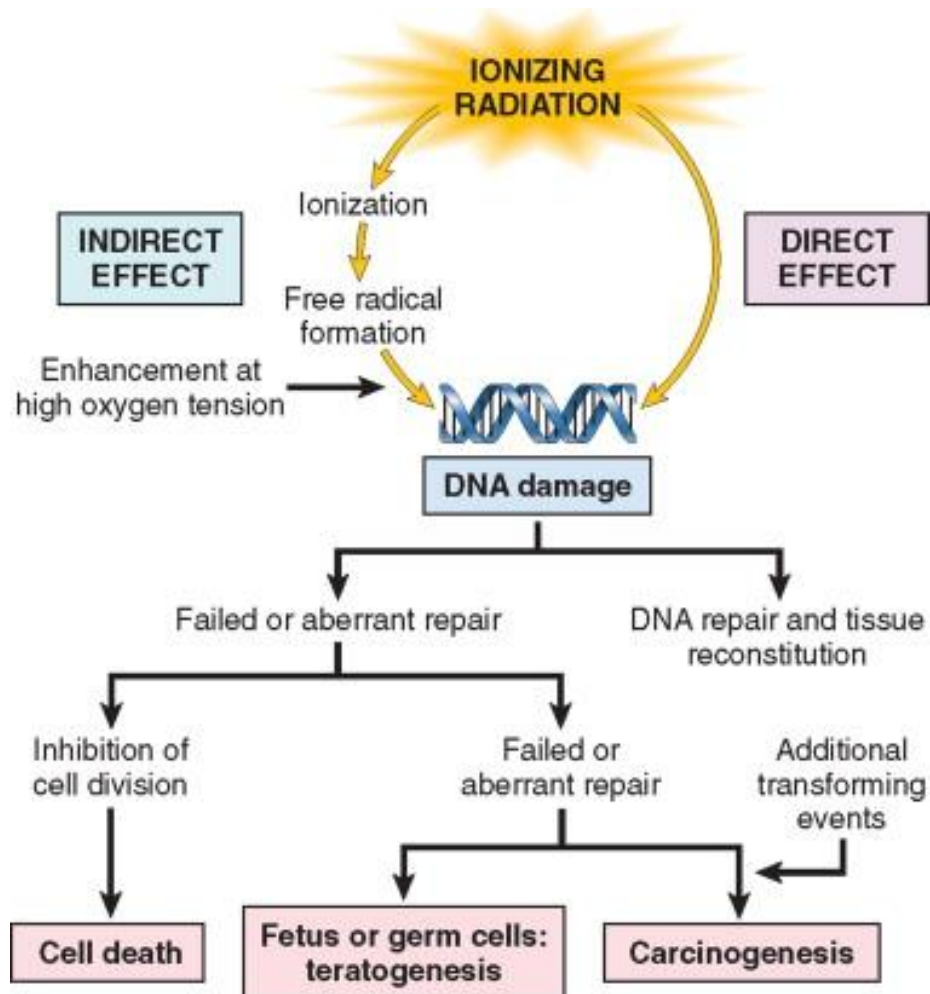 IONIZING
RADIATION
Ionization
INDIRECT
EFFECT
DIRECT
EFFECT
Free radical
formation
Enhancement at
high oxygen tension
DNA damage
Failed or aberrant repair
DNA repair and tissue
reconstitution
Inhibition of
cell division
Failed or
aberrant repair
Additional
transforming
events
Cell death
Fetus or germ cells:
teratogenesis
Carcinogenesis